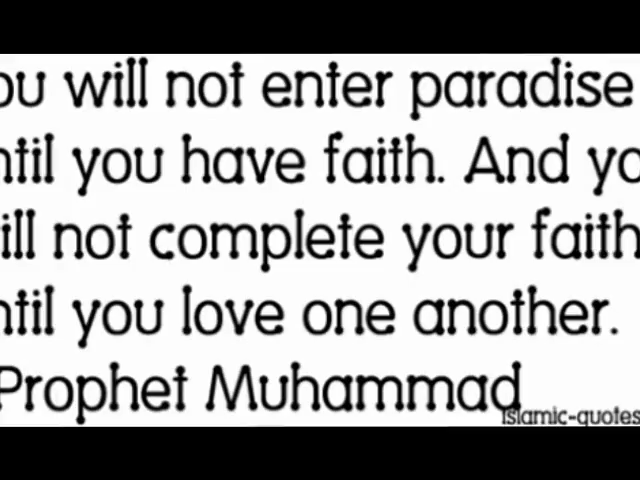 ou will not enter paradise
ntil you have faith. And yo
ill not complete your faith
ntil you love one another.
Prophet Muhammad
islamic-quotes